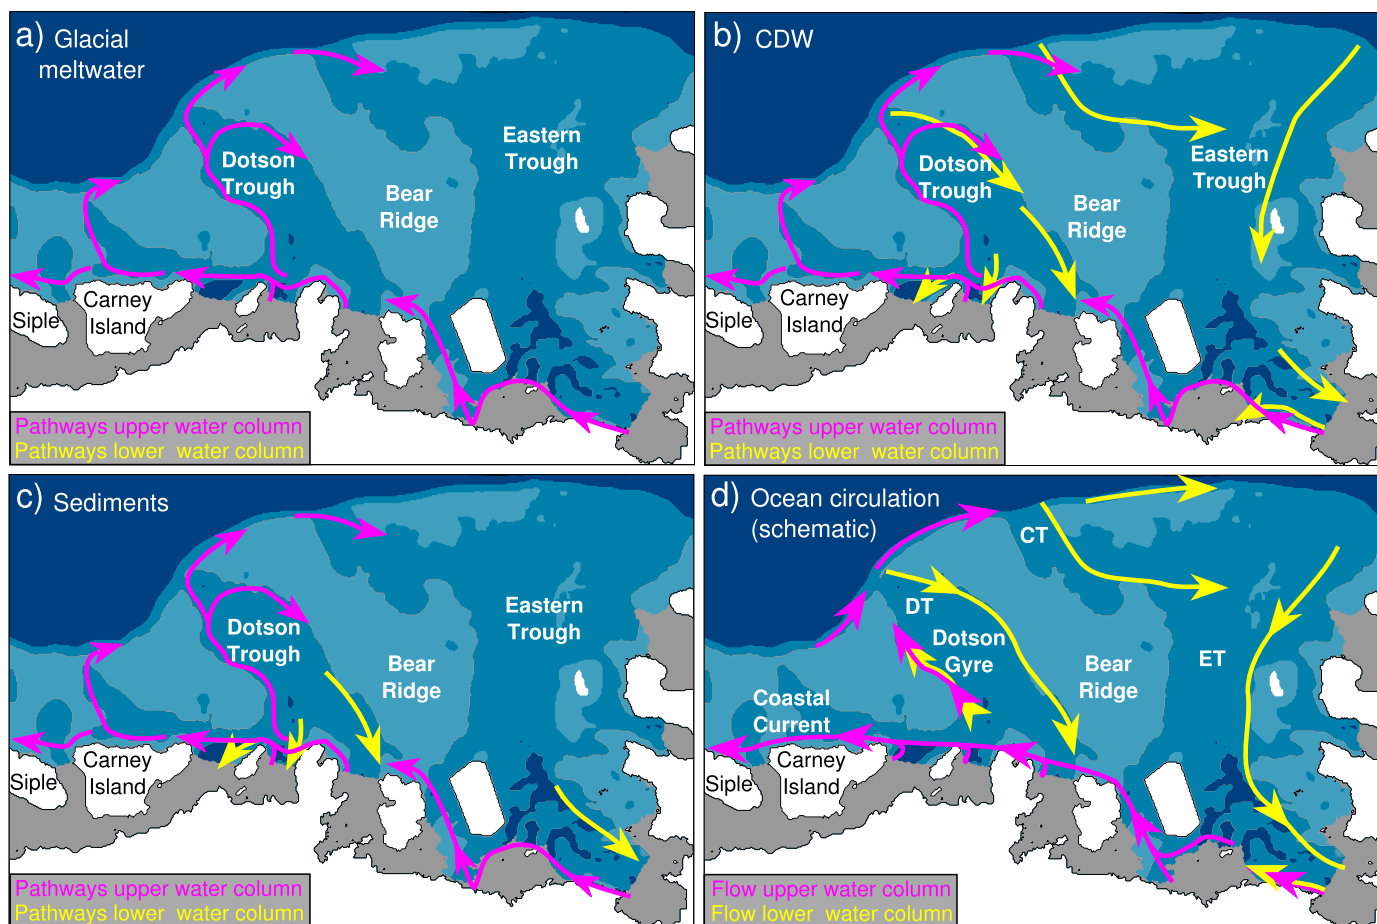 a) Glacial
meltwater
Eastern
Trough
Dotson
Trough
Bear
Ridge
Carney
Island
Siple
Pathways upper water column
Pathways lower water column
b) CDW
Eastern
Trough
Dotson
Trough
Bear
Ridge
Carney
Island
Siple
Pathways upper water column
Pathways lower water column
c) Sediments
Eastern
Trough
Dotson
Trough
Bear
Ridge
Carney
Island
Siple
Pathways upper water column
Pathways lower water column
d) Ocean circulation
(schematic)
CT
DT
Dotson
Gyre
ET
Bear
Ridge
Coastal
Current
Carney
Island
Siple
Flow upper water column
Flow lower water column